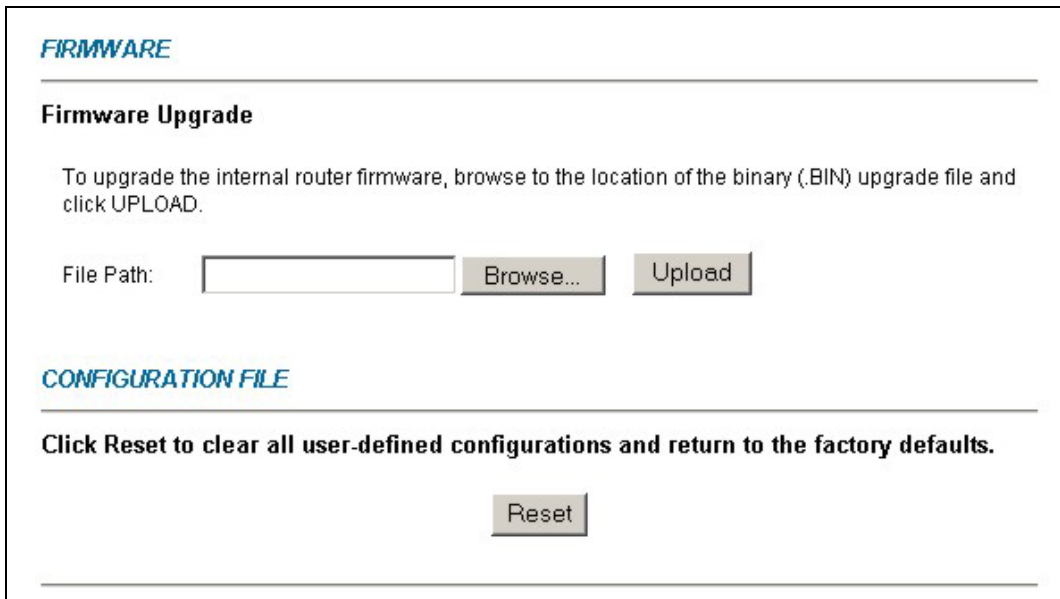 FIRMWARE
Firmware Upgrade
To upgrade the internal router firmware, browse to the location of the binary (.BIN) upgrade file and
click UPLOAD.
File Path: Browse... Upload
CONFIGURATION FILE
Click Reset to clear all user-defined configurations and return to the factory defaults.
Reset